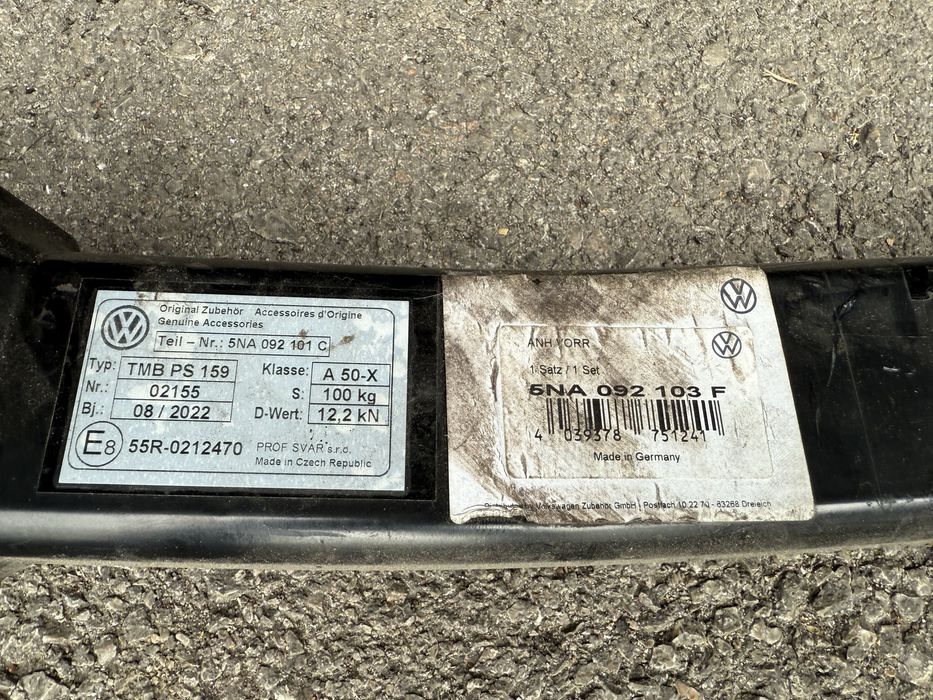 Original Zubehör Accessoires d'Origine
Genuine Accessories
Teil - Nr.: 5NA 092 101 C
Typ: TMB PS 159 Klasse: A 50-X
Nr.: 02155 S: 100 kg
Bj.: 08 / 2022 D-Wert: 12,2 kN
E8 55R-0212470 PROF SVAR s.r.o.
Made in Czech Republic
ANH.VORR
1 Satz / 1 Set
5NA 092 103 F
4 039378 751241
Made in Germany
Volkswagen Zubehör GmbH - Postfach 10 22 70 - 63268 Dreieich